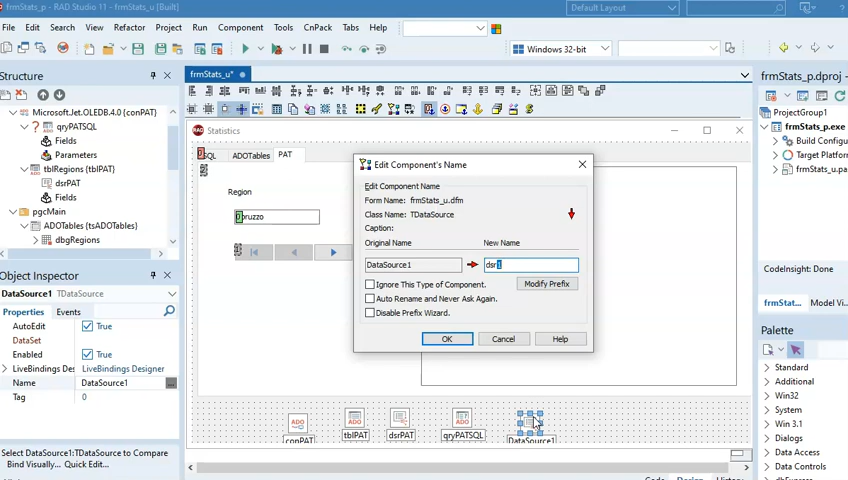 frmStats_p - RAD Studio 11 - frmStats_u [Built]
Default Layout
File Edit Search View Refactor Project Run Component Tools CnPack Tabs Help
Windows 32-bit
Structure
Microsoft.Jet.OLEDB.4.0 {conPAT}
qryPATSQL
Fields
Parameters
tblRegions {tblPAT}
dsrPAT
Fields
pgcMain
ADOTables {tsADOTables}
dbgRegions
Object Inspector
DataSource1 TDataSource
Properties Events
AutoEdit True
DataSet
Enabled True
LiveBindings Designer LiveBindings Designer
Name DataSource1
Tag 0
Select DataSource1:TDataSource to Compare
Bind Visually... Edit Component's Name...
frmStats_u*
Statistics
SQL ADOTables PAT
Region
Edit Component's Name
Edit Component Name
Form Name: frmStats_u.dfm
Class Name: TDataSource
Caption:
Original Name New Name
DataSource1 dsr1
Ignore This Type of Component. Modify Prefix
Auto Rename and Never Ask Again.
Disable Prefix Wizard.
OK Cancel Help
conPAT tblPAT dsrPAT qryPATSQL DataSource1
Code Design History
frmStats_p.dproj
ProjectGroup1
frmStats_p.exe
Build Configu
Target Platfor
frmStats_u.pa
CodeInsight: Done.
frmStat... Model Vi
Palette
Standard
Additional
Win32
System
Win 3.1
Dialogs
Data Access
Data Controls
dbExpress